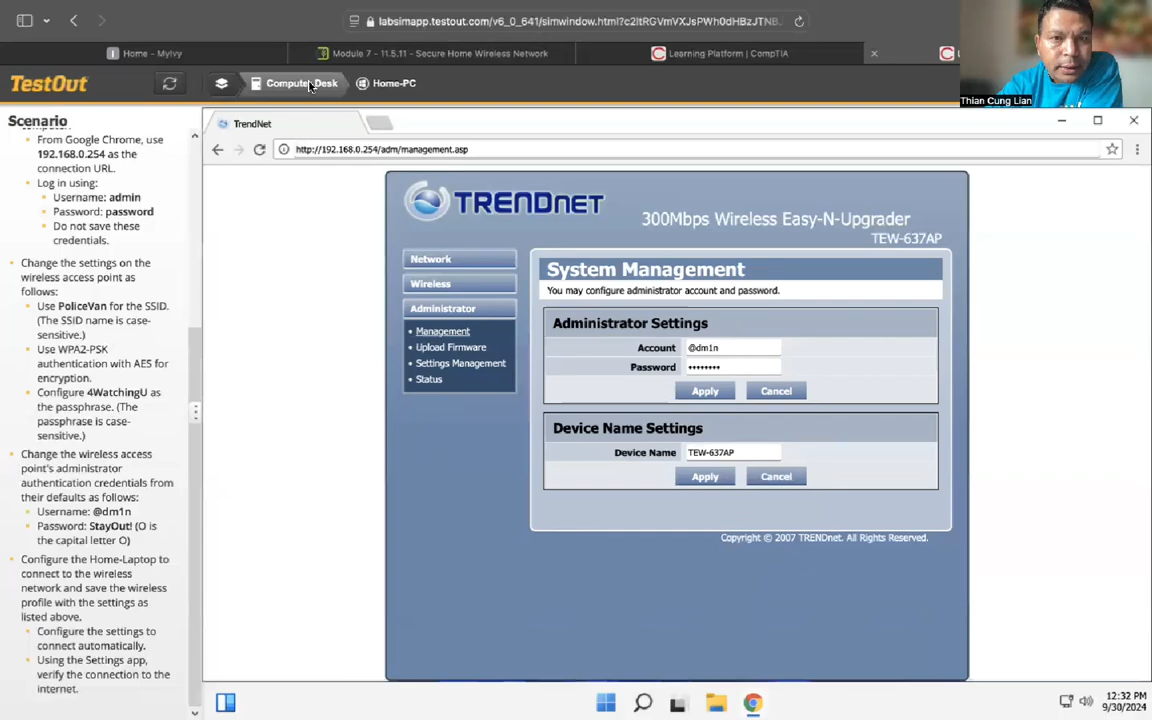 labsimapp.testout.com/v6_0_641/simwindow.html?c2ltRGVmVXJsPWh0dHBzJTNB...
Home - MyIvy
Module 7 - 11.5.11 - Secure Home Wireless Network
Learning Platform | CompTIA
TestOut
Computer Desk
Home-PC
Thian Cung Lian
Scenario
From Google Chrome, use
192.168.0.254 as the
connection URL.
Log in using:
Username: admin
Password: password
Do not save these
credentials.
Change the settings on the
wireless access point as
follows:
Use PoliceVan for the SSID.
(The SSID name is case-
sensitive.)
Use WPA2-PSK
authentication with AES for
encryption.
Configure 4WatchingU as
the passphrase. (The
passphrase is case-
sensitive.)
Change the wireless access
point's administrator
authentication credentials from
their defaults as follows:
Username: @dm1n
Password: StayOut! (O is
the capital letter O)
Configure the Home-Laptop to
connect to the wireless
network and save the wireless
profile with the settings as
listed above.
Configure the settings to
connect automatically.
Using the Settings app,
verify the connection to the
internet.
TrendNet
http://192.168.0.254/adm/management.asp
TRENDNET
300Mbps Wireless Easy-N-Upgrader
TEW-637AP
Network
Wireless
Administrator
Management
Upload Firmware
Settings Management
Status
System Management
You may configure administrator account and password.
Administrator Settings
Account @dm1n
Password ••••••••
Apply Cancel
Device Name Settings
Device Name TEW-637AP
Apply Cancel
Copyright © 2007 TRENDnet. All Rights Reserved.
12:32 PM
9/30/2024